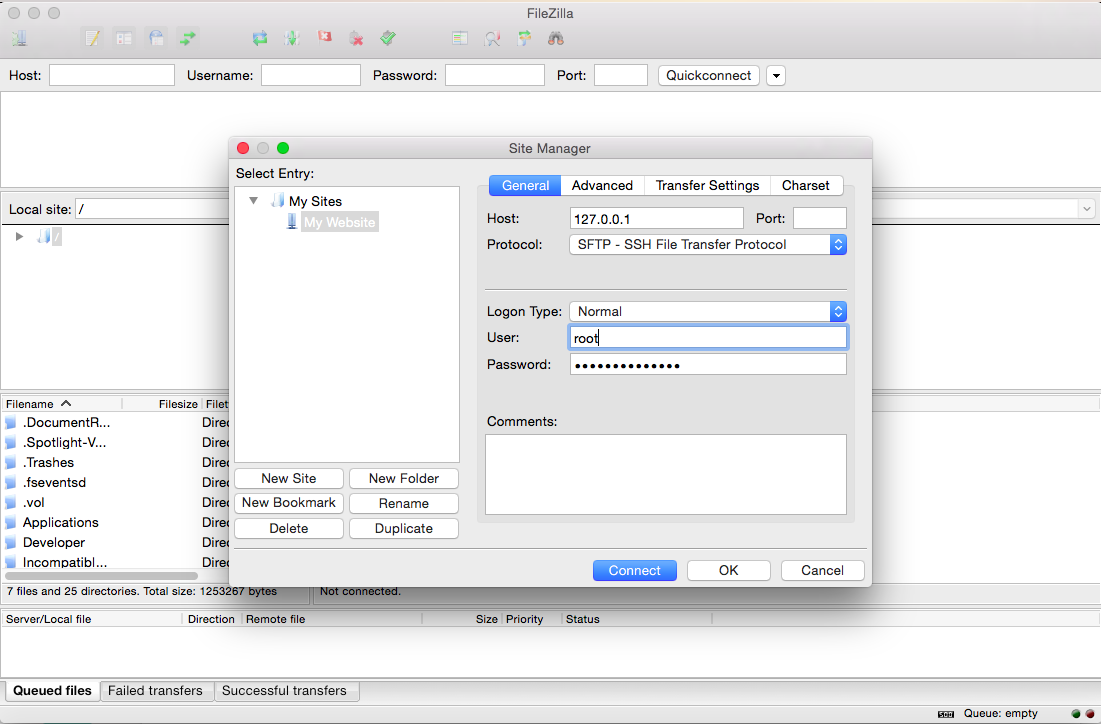 FileZilla
Host: Username: Password: Port: Quickconnect
Site Manager
Select Entry:
My Sites
My Website
New Site New Folder
New Bookmark Rename
Delete Duplicate
General Advanced Transfer Settings Charset
Host: 127.0.0.1 Port:
Protocol: SFTP - SSH File Transfer Protocol
Logon Type: Normal
User: root
Password: ••••••••••••••
Comments:
Connect OK Cancel
Local site: /
/
Filename Filesize Filet
.DocumentR... Direc
.Spotlight-V... Direc
.Trashes Direc
.fseventsd Direc
.vol Direc
Applications Direc
Developer Direc
Incompatibl... Direc
7 files and 25 directories. Total size: 1253267 bytes
Not connected.
Server/Local file Direction Remote file Size Priority Status
Queued files Failed transfers Successful transfers
Queue: empty